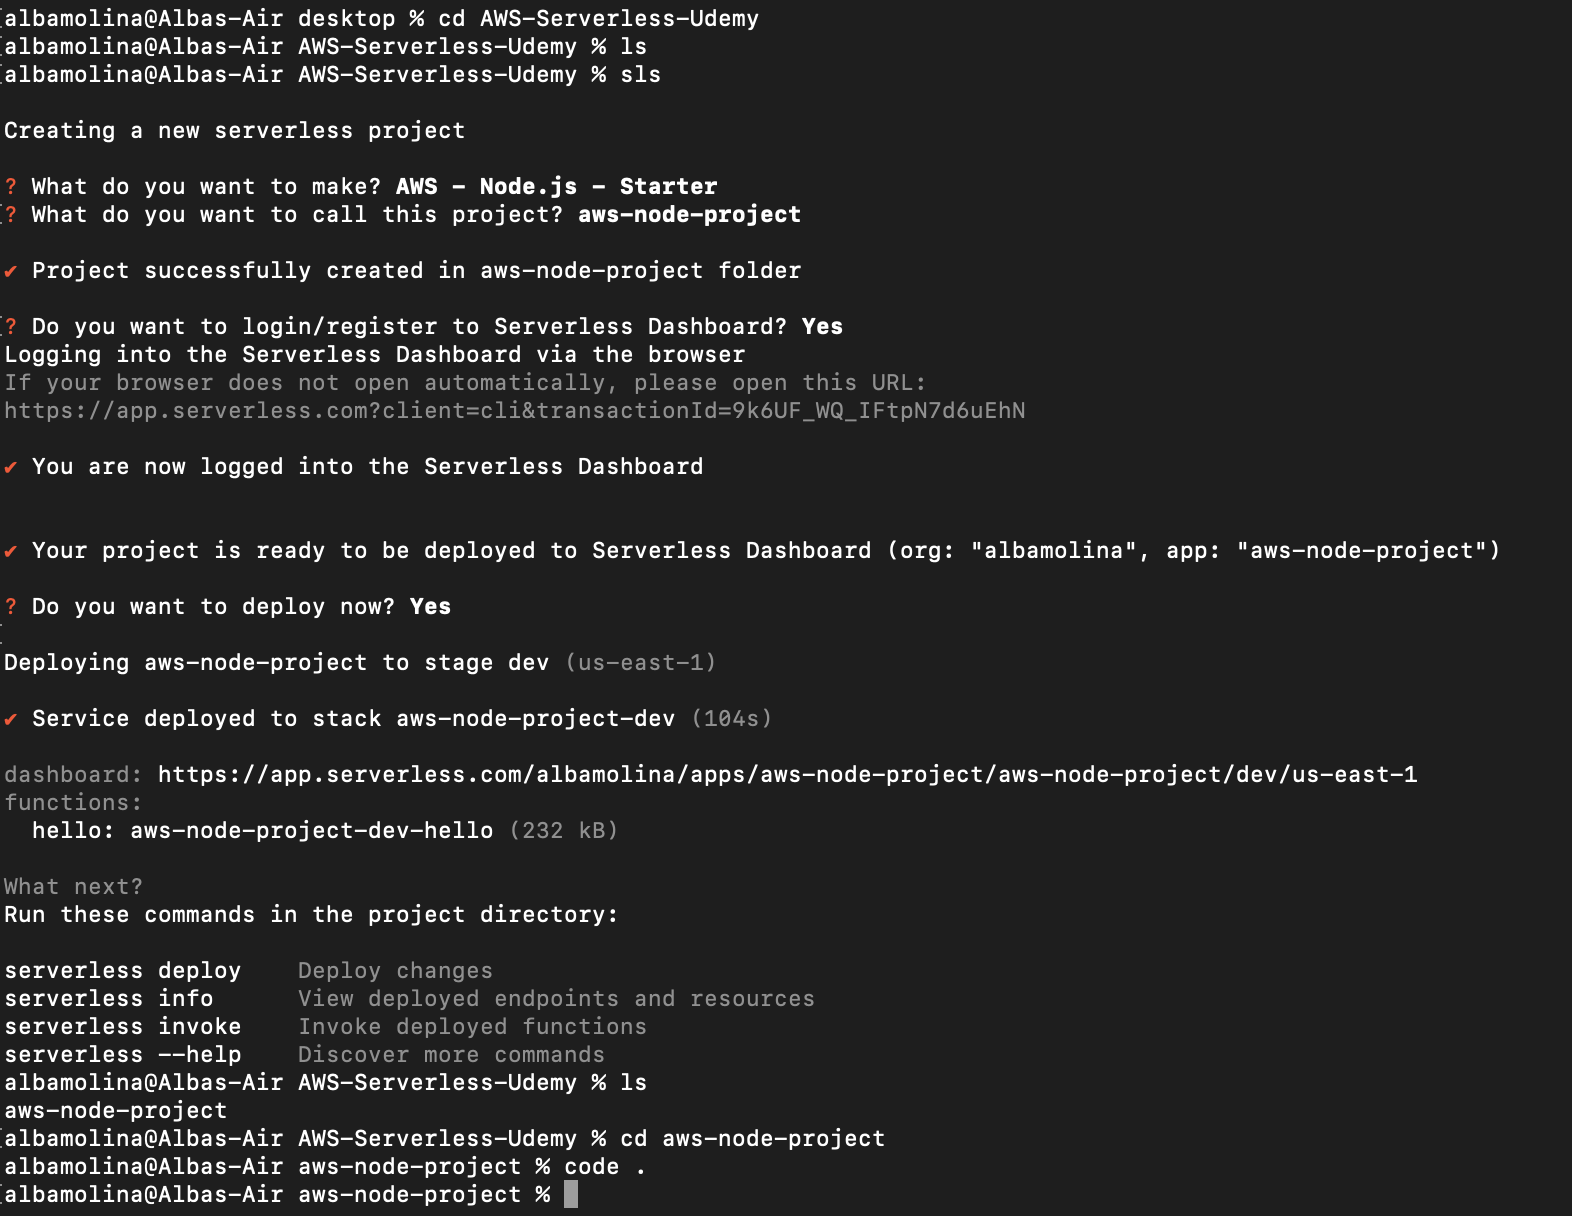 albamolina@Albas-Air desktop % cd AWS-Serverless-Udemy
albamolina@Albas-Air AWS-Serverless-Udemy % ls
albamolina@Albas-Air AWS-Serverless-Udemy % sls
Creating a new serverless project
? What do you want to make? AWS - Node.js - Starter
? What do you want to call this project? aws-node-project
✔ Project successfully created in aws-node-project folder
? Do you want to login/register to Serverless Dashboard? Yes
Logging into the Serverless Dashboard via the browser
If your browser does not open automatically, please open this URL:
https://app.serverless.com?client=cli&transactionId=9k6UF_WQ_IFtpN7d6uEhN
✔ You are now logged into the Serverless Dashboard
✔ Your project is ready to be deployed to Serverless Dashboard (org: "albamolina", app: "aws-node-project")
? Do you want to deploy now? Yes
Deploying aws-node-project to stage dev (us-east-1)
✔ Service deployed to stack aws-node-project-dev (104s)
dashboard: https://app.serverless.com/albamolina/apps/aws-node-project/aws-node-project/dev/us-east-1
functions:
  hello: aws-node-project-dev-hello (232 kB)
What next?
Run these commands in the project directory:
serverless deploy    Deploy changes
serverless info      View deployed endpoints and resources
serverless invoke    Invoke deployed functions
serverless --help    Discover more commands
albamolina@Albas-Air AWS-Serverless-Udemy % ls
aws-node-project
albamolina@Albas-Air AWS-Serverless-Udemy % cd aws-node-project
albamolina@Albas-Air aws-node-project % code .
albamolina@Albas-Air aws-node-project %